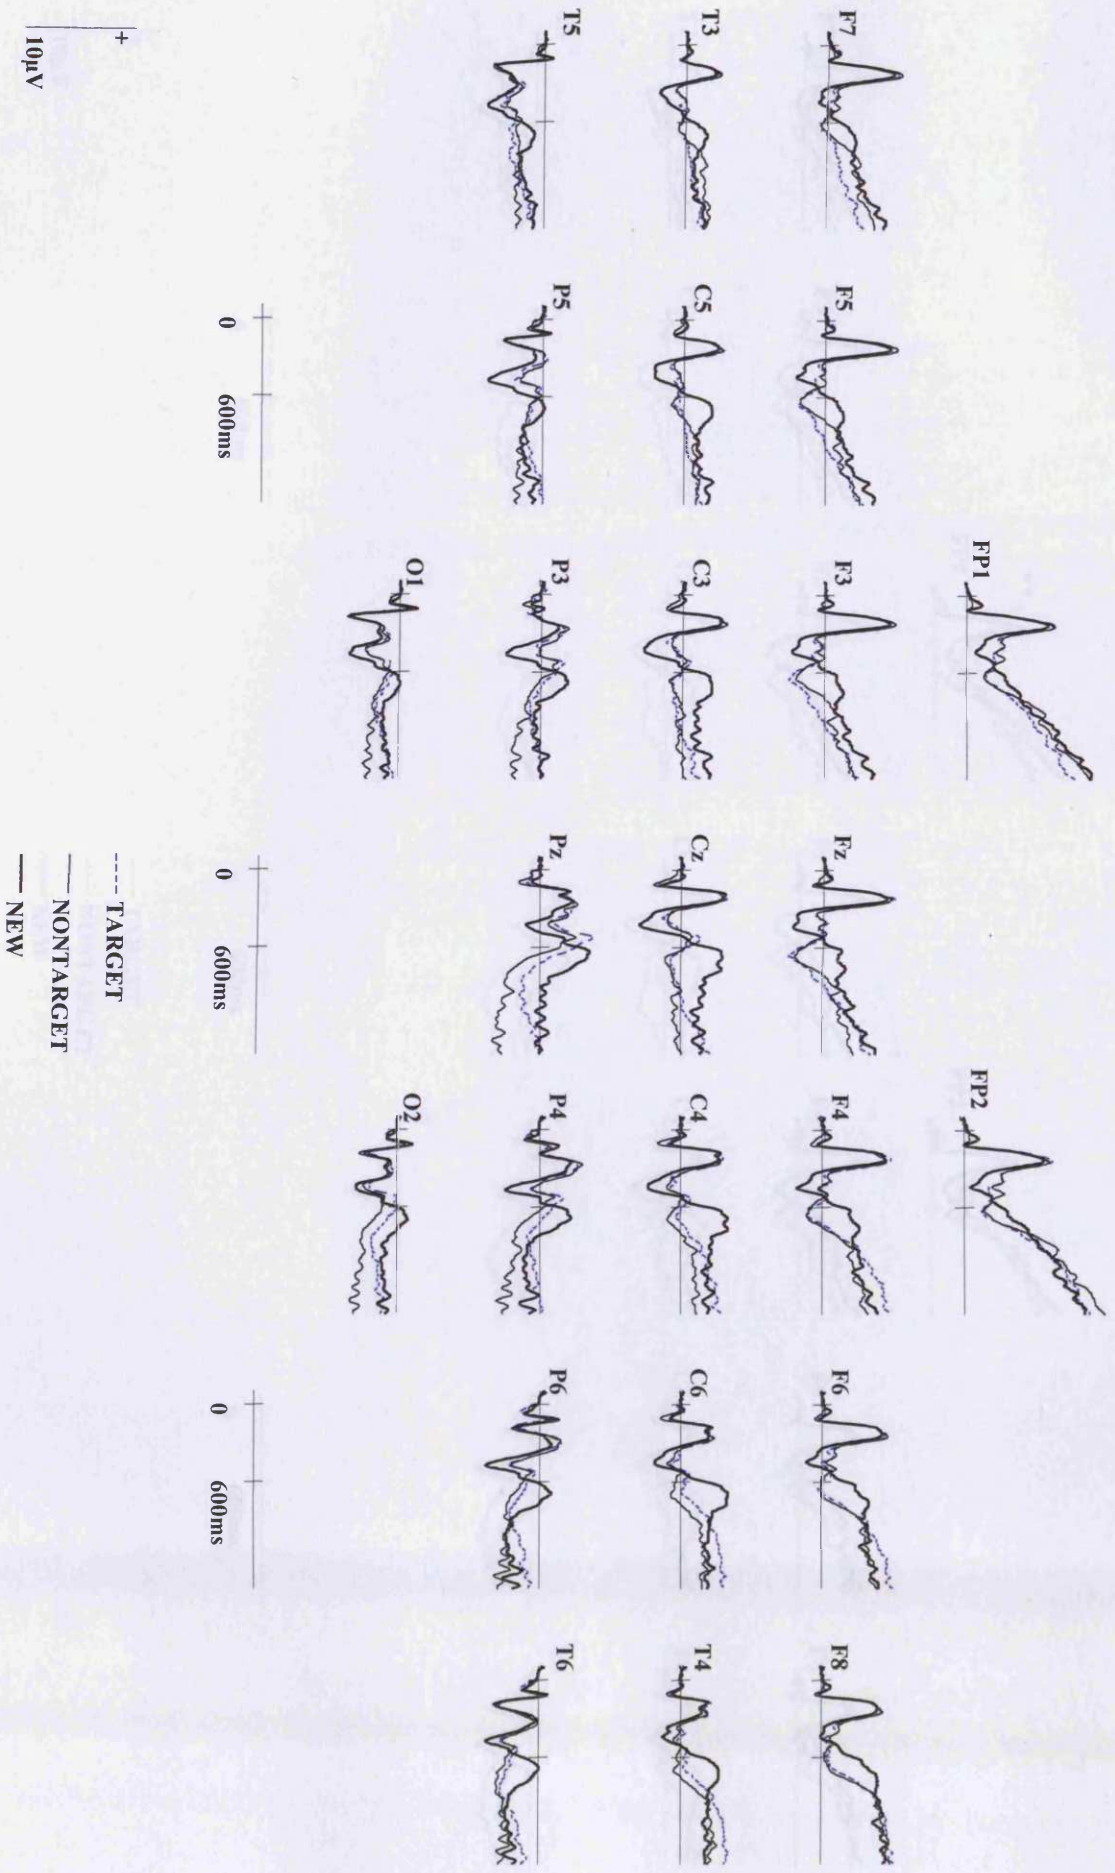 FP1 FP2
F7 F5 F3 Fz F4 F6 F8
T3 C5 C3 Cz C4 C6 T4
T5 P5 P3 Pz P4 P6 T6
O1 O2
0 600ms 0 600ms 0 600ms
+
TARGET
NONTARGET
10µV
NEW